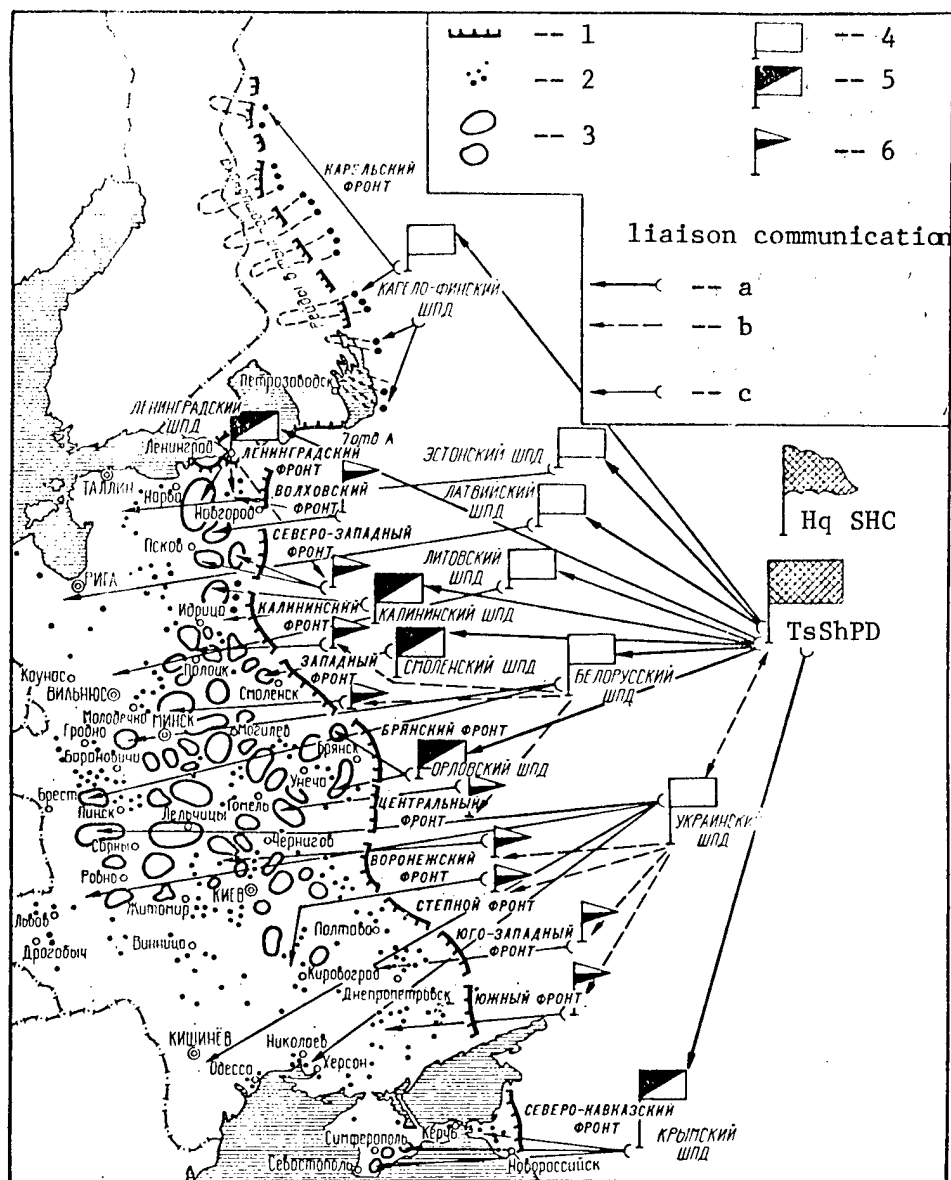 -- 1
-- 2
-- 3
-- 4
-- 5
-- 6
liaison communication
-- a
-- b
-- c
Hq SHC
TsShPD
КАРЕЛЬСКИЙ
ФРОНТ
КАРЕЛО-ФИНСКИЙ
ШПД
Петрозаводск
ЛЕНИНГРАДСКИЙ
ШПД
Ленинград
7 отд А
ЛЕНИНГРАДСКИЙ
ФРОНТ
ЭСТОНСКИЙ ШПД
ТАЛЛИН
Нарва
ВОЛХОВСКИЙ
ФРОНТ
ЛАТВИЙСКИЙ
ШПД
Новгород
Псков
СЕВЕРО-ЗАПАДНЫЙ
ФРОНТ
ЛИТОВСКИЙ
ШПД
РИГА
Идрица
КАЛИНИНСКИЙ
ФРОНТ
КАЛИНИНСКИЙ ШПД
Полоцк
ЗАПАДНЫЙ
ФРОНТ
СМОЛЕНСКИЙ ШПД
БЕЛОРУССКИЙ
ШПД
Каунас
ВИЛЬНЮС
Смоленск
Молодечно
МИНСК
Гродно
Могилев
БРЯНСКИЙ ФРОНТ
Барановичи
Брянск
ОРЛОВСКИЙ ШПД
Унеча
Брест
Пинск
Гомель
ЦЕНТРАЛЬНЫЙ
ФРОНТ
УКРАИНСКИЙ
ШПД
Лельчицы
Сарны
Чернигов
ВОРОНЕЖСКИЙ
ФРОНТ
Ровно
КИЕВ
СТЕПНОЙ ФРОНТ
Житомир
Львов
Полтава
ЮГО-ЗАПАДНЫЙ
ФРОНТ
Дрогобыч
Винница
Кировоград
Днепропетровск
ЮЖНЫЙ ФРОНТ
КИШИНЁВ
Николаев
Одесса
Херсон
СЕВЕРО-КАВКАЗСКИЙ
ФРОНТ
КРЫМСКИЙ
ШПД
Симферополь
Керчь
Севастополь
Новороссийск